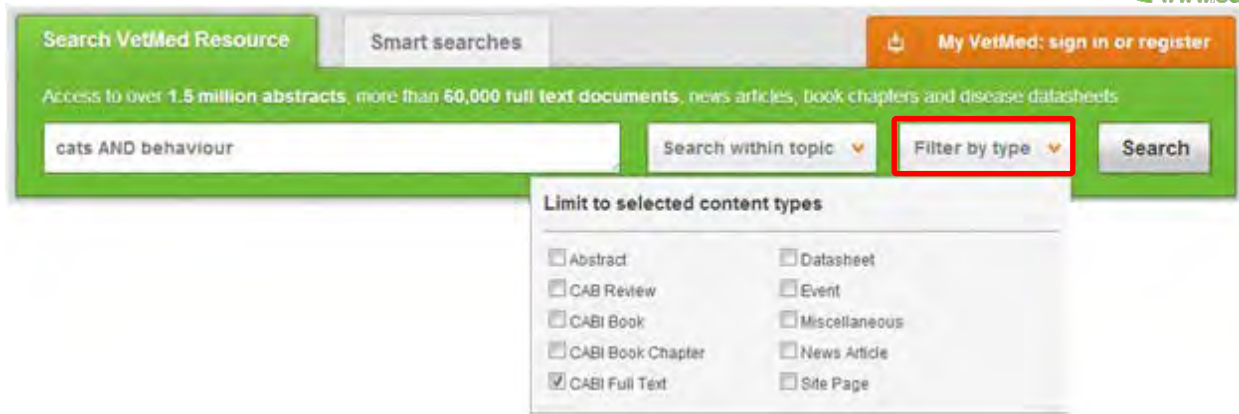 Search VetMed Resource
Smart searches
My VetMed: sign in or register
Access to over 1.5 million abstracts, more than 60,000 full text documents, news articles, book chapters and disease datasheets
cats AND behaviour
Search within topic
Filter by type
Search
Limit to selected content types
Abstract
Datasheet
CAB Review
Event
CABI Book
Miscellaneous
CABI Book Chapter
News Article
CABI Full Text
Site Page